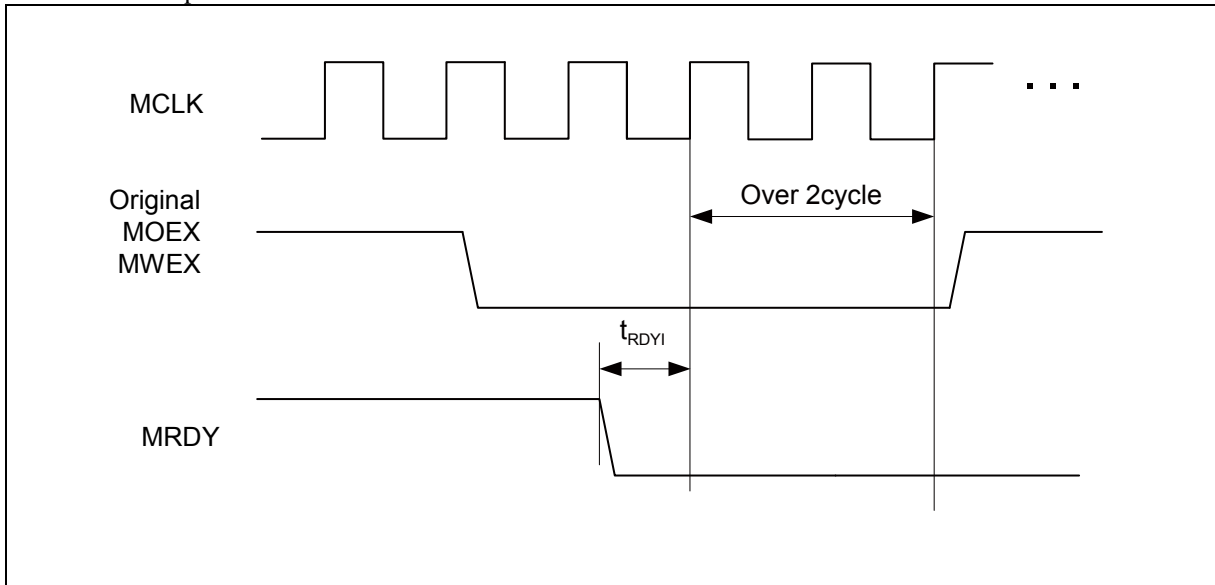 MCLK
. . .
Original
MOEX
MWEX
Over 2cycle
tRDYI
MRDY